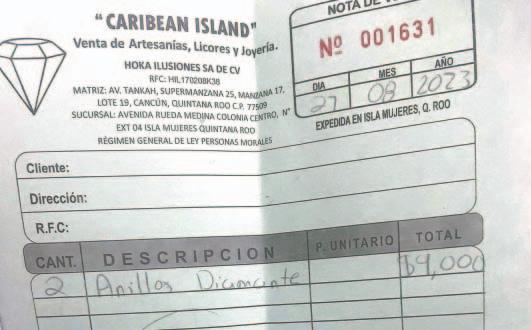 "CARIBEAN ISLAND"
Venta de Artesanías, Licores y Joyería.
HOKA ILUSIONES SA DE CV
RFC: HIL170208K38
MATRIZ: AV. TANKAH, SUPERMANZANA 25, MANZANA 17,
LOTE 19, CANCÚN, QUINTANA ROO C.P. 77509
SUCURSAL: AVENIDA RUEDA MEDINA COLONIA CENTRO, N°
EXT 04 ISLA MUJERES QUINTANA ROO
RÉGIMEN GENERAL DE LEY PERSONAS MORALES
NOTA DE
Nº 001631
DIA MES AÑO
27 08 2023
EXPEDIDA EN ISLA MUJERES, Q. ROO
Cliente:
Dirección:
R.F.C:
CANT. DESCRIPCION P. UNITARIO TOTAL
2 Anillos Diamante $9,000